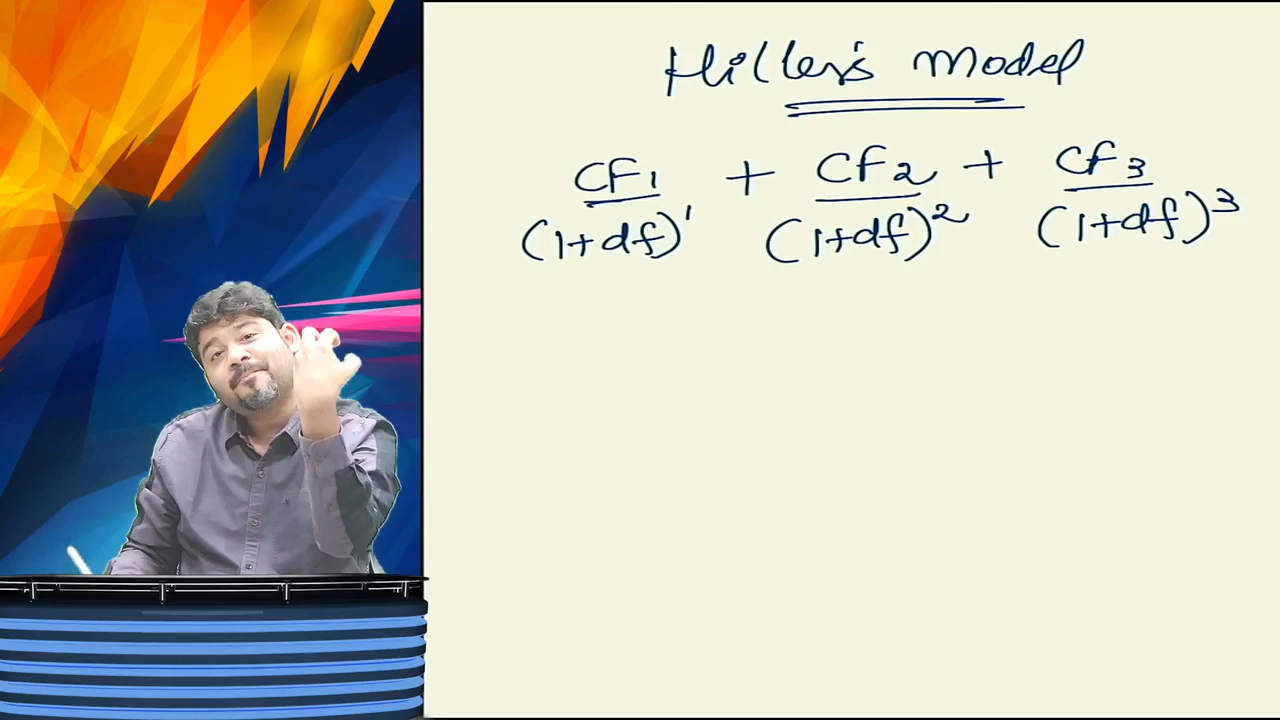 Hiller's Model
CF1 + CF2 + CF3
(1+df)^1 (1+df)^2 (1+df)^3